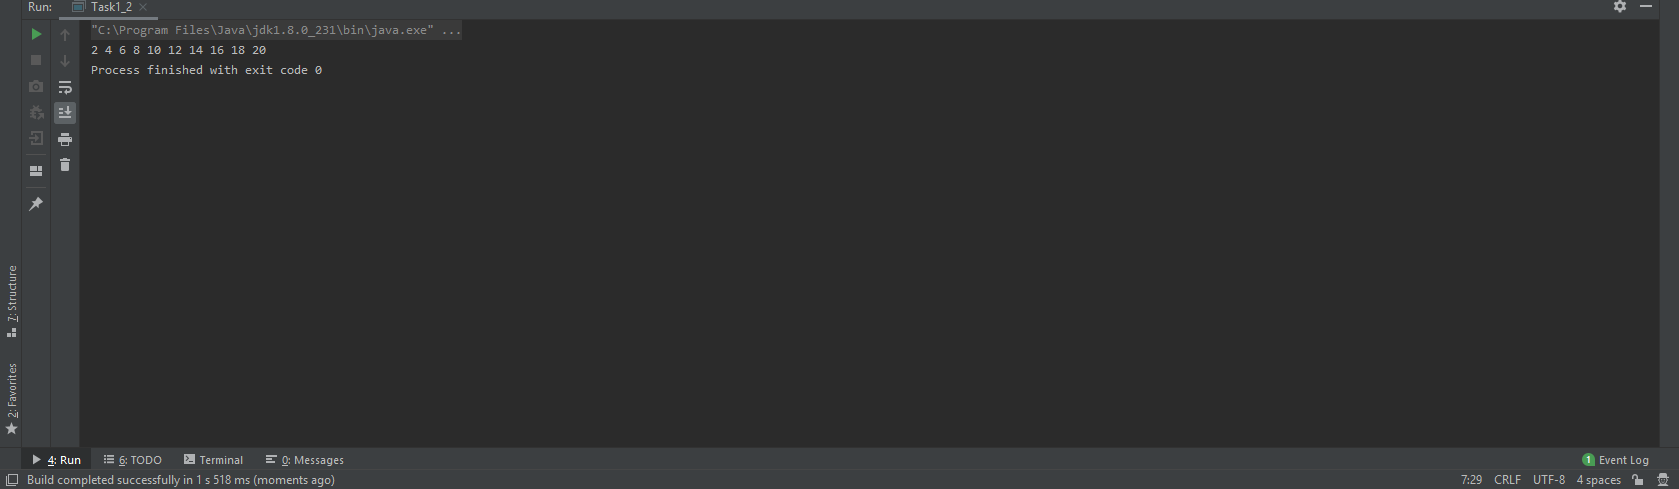 Run: Task1_2
"C:\Program Files\Java\jdk1.8.0_231\bin\java.exe" ...
2 4 6 8 10 12 14 16 18 20
Process finished with exit code 0
7: Structure
2: Favorites
4: Run 6: TODO Terminal 0: Messages 1 Event Log
Build completed successfully in 1 s 518 ms (moments ago) 7:29 CRLF UTF-8 4 spaces